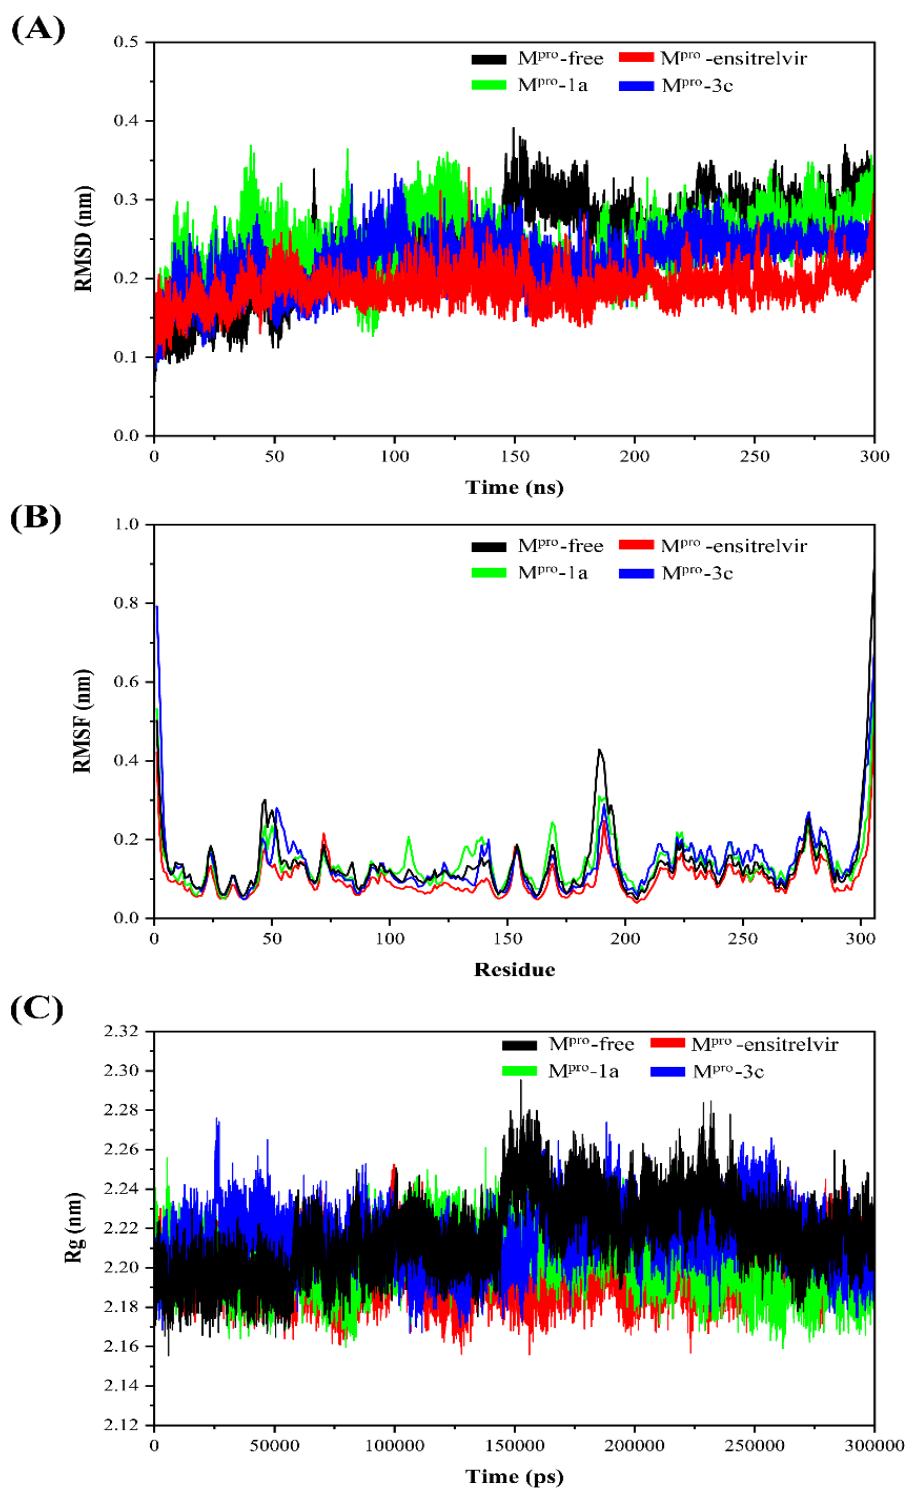 (A)
0.5
Mᵖʳᵒ-free
Mᵖʳᵒ -ensitrelvir
Mᵖʳᵒ-1a
Mᵖʳᵒ-3c
0.4
0.3
0.2
0.1
0.0
RMSD (nm)
0 50 100 150 200 250 300
Time (ns)
(B)
1.0
Mᵖʳᵒ-free
Mᵖʳᵒ -ensitrelvir
Mᵖʳᵒ-1a
Mᵖʳᵒ-3c
0.8
0.6
0.4
0.2
0.0
RMSF (nm)
0 50 100 150 200 250 300
Residue
(C)
2.32
Mᵖʳᵒ-free
Mᵖʳᵒ -ensitrelvir
Mᵖʳᵒ-1a
Mᵖʳᵒ-3c
2.30
2.28
2.26
2.24
2.22
2.20
2.18
2.16
2.14
2.12
Rg (nm)
0 50000 100000 150000 200000 250000 300000
Time (ps)